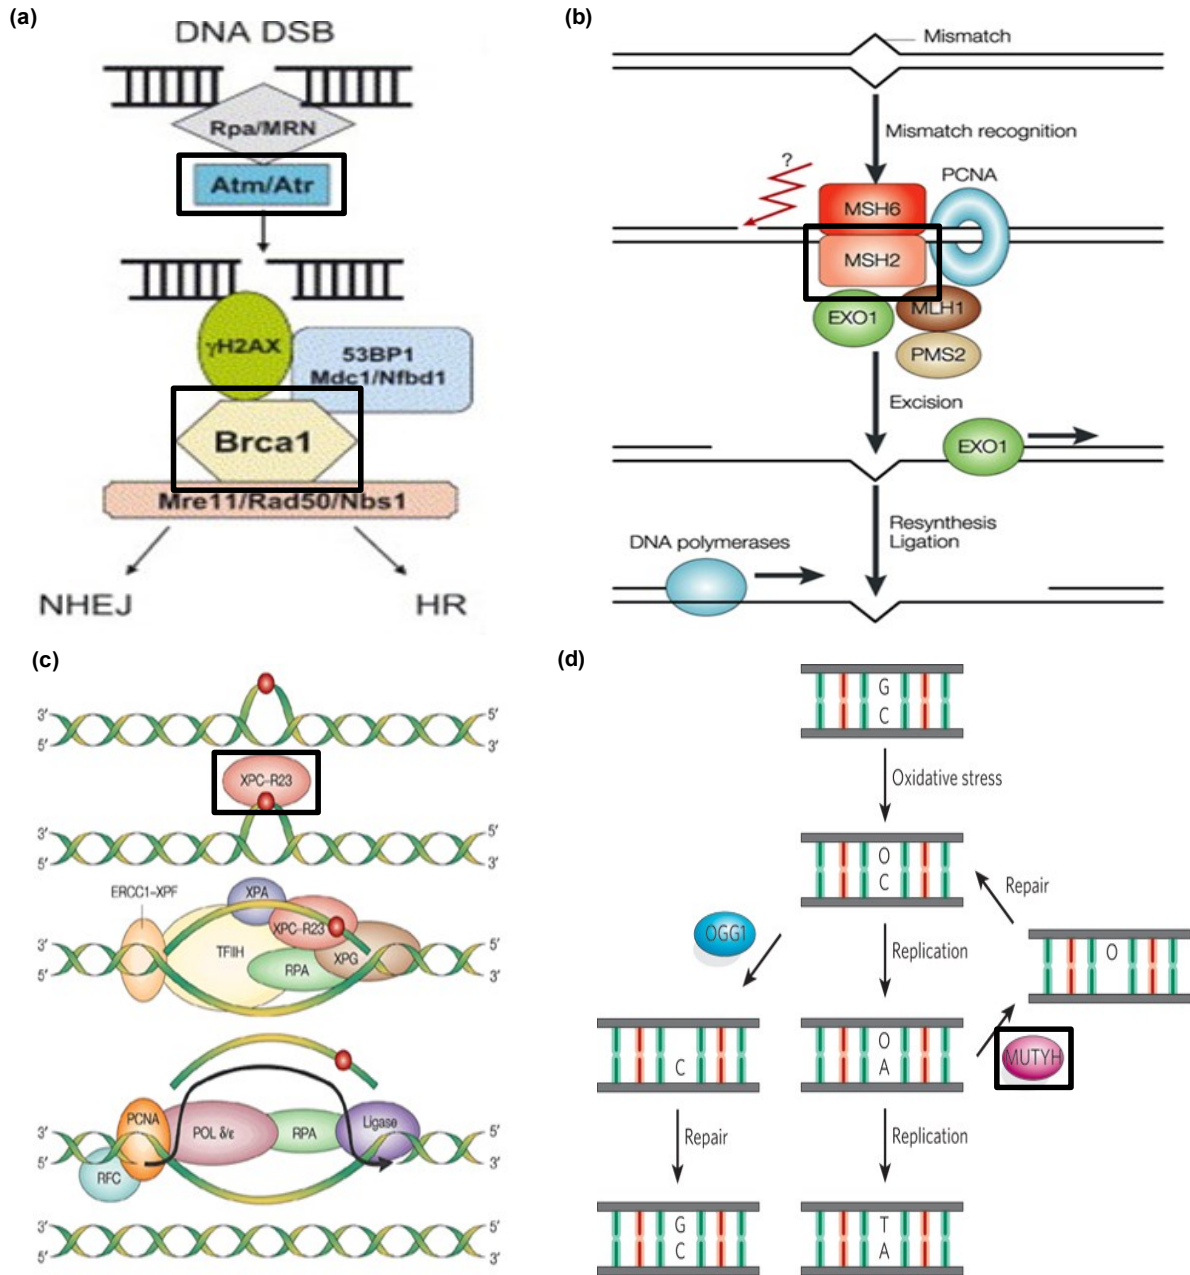 (a)
DNA DSB
Rpa/MRN
Atm/Atr
γH2AX
53BP1
Mdc1/Nfbd1
Brca1
Mre11/Rad50/Nbs1
NHEJ
HR
(b)
Mismatch
Mismatch recognition
?
PCNA
MSH6
MSH2
EXO1
MLH1
PMS2
Excision
EXO1
Resynthesis
Ligation
DNA polymerases
(c)
3′ 5′
5′ 3′
XPC–R23
3′ 5′
5′ 3′
ERCC1–XPF
XPA
XPC–R23
TFIIH
XPG
RPA
3′ 5′
5′ 3′
PCNA
POL δ/ε
RPA
Ligase
RFC
3′ 5′
5′ 3′
3′ 5′
5′ 3′
(d)
G
C
Oxidative stress
O
C
Repair
OGG1
Replication
O
MUTYH
C
O
A
Repair
Replication
G
C
T
A